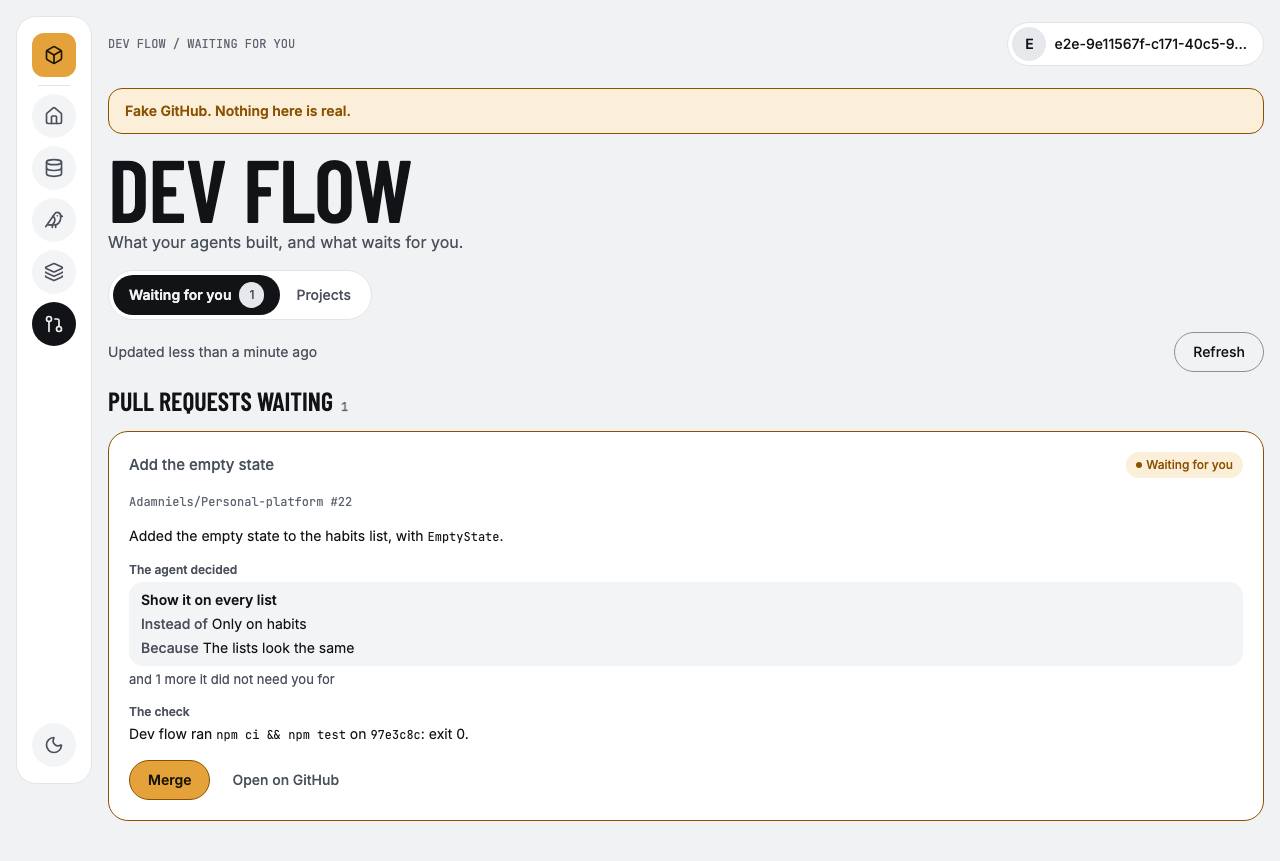 DEV FLOW / WAITING FOR YOU
E e2e-9e11567f-c171-40c5-9...
Fake GitHub. Nothing here is real.
DEV FLOW
What your agents built, and what waits for you.
Waiting for you 1 Projects
Updated less than a minute ago
Refresh
PULL REQUESTS WAITING 1
Add the empty state
Waiting for you
Adamniels/Personal-platform #22
Added the empty state to the habits list, with EmptyState.
The agent decided
Show it on every list
Instead of Only on habits
Because The lists look the same
and 1 more it did not need you for
The check
Dev flow ran npm ci && npm test on 97e3c8c: exit 0.
Merge Open on GitHub